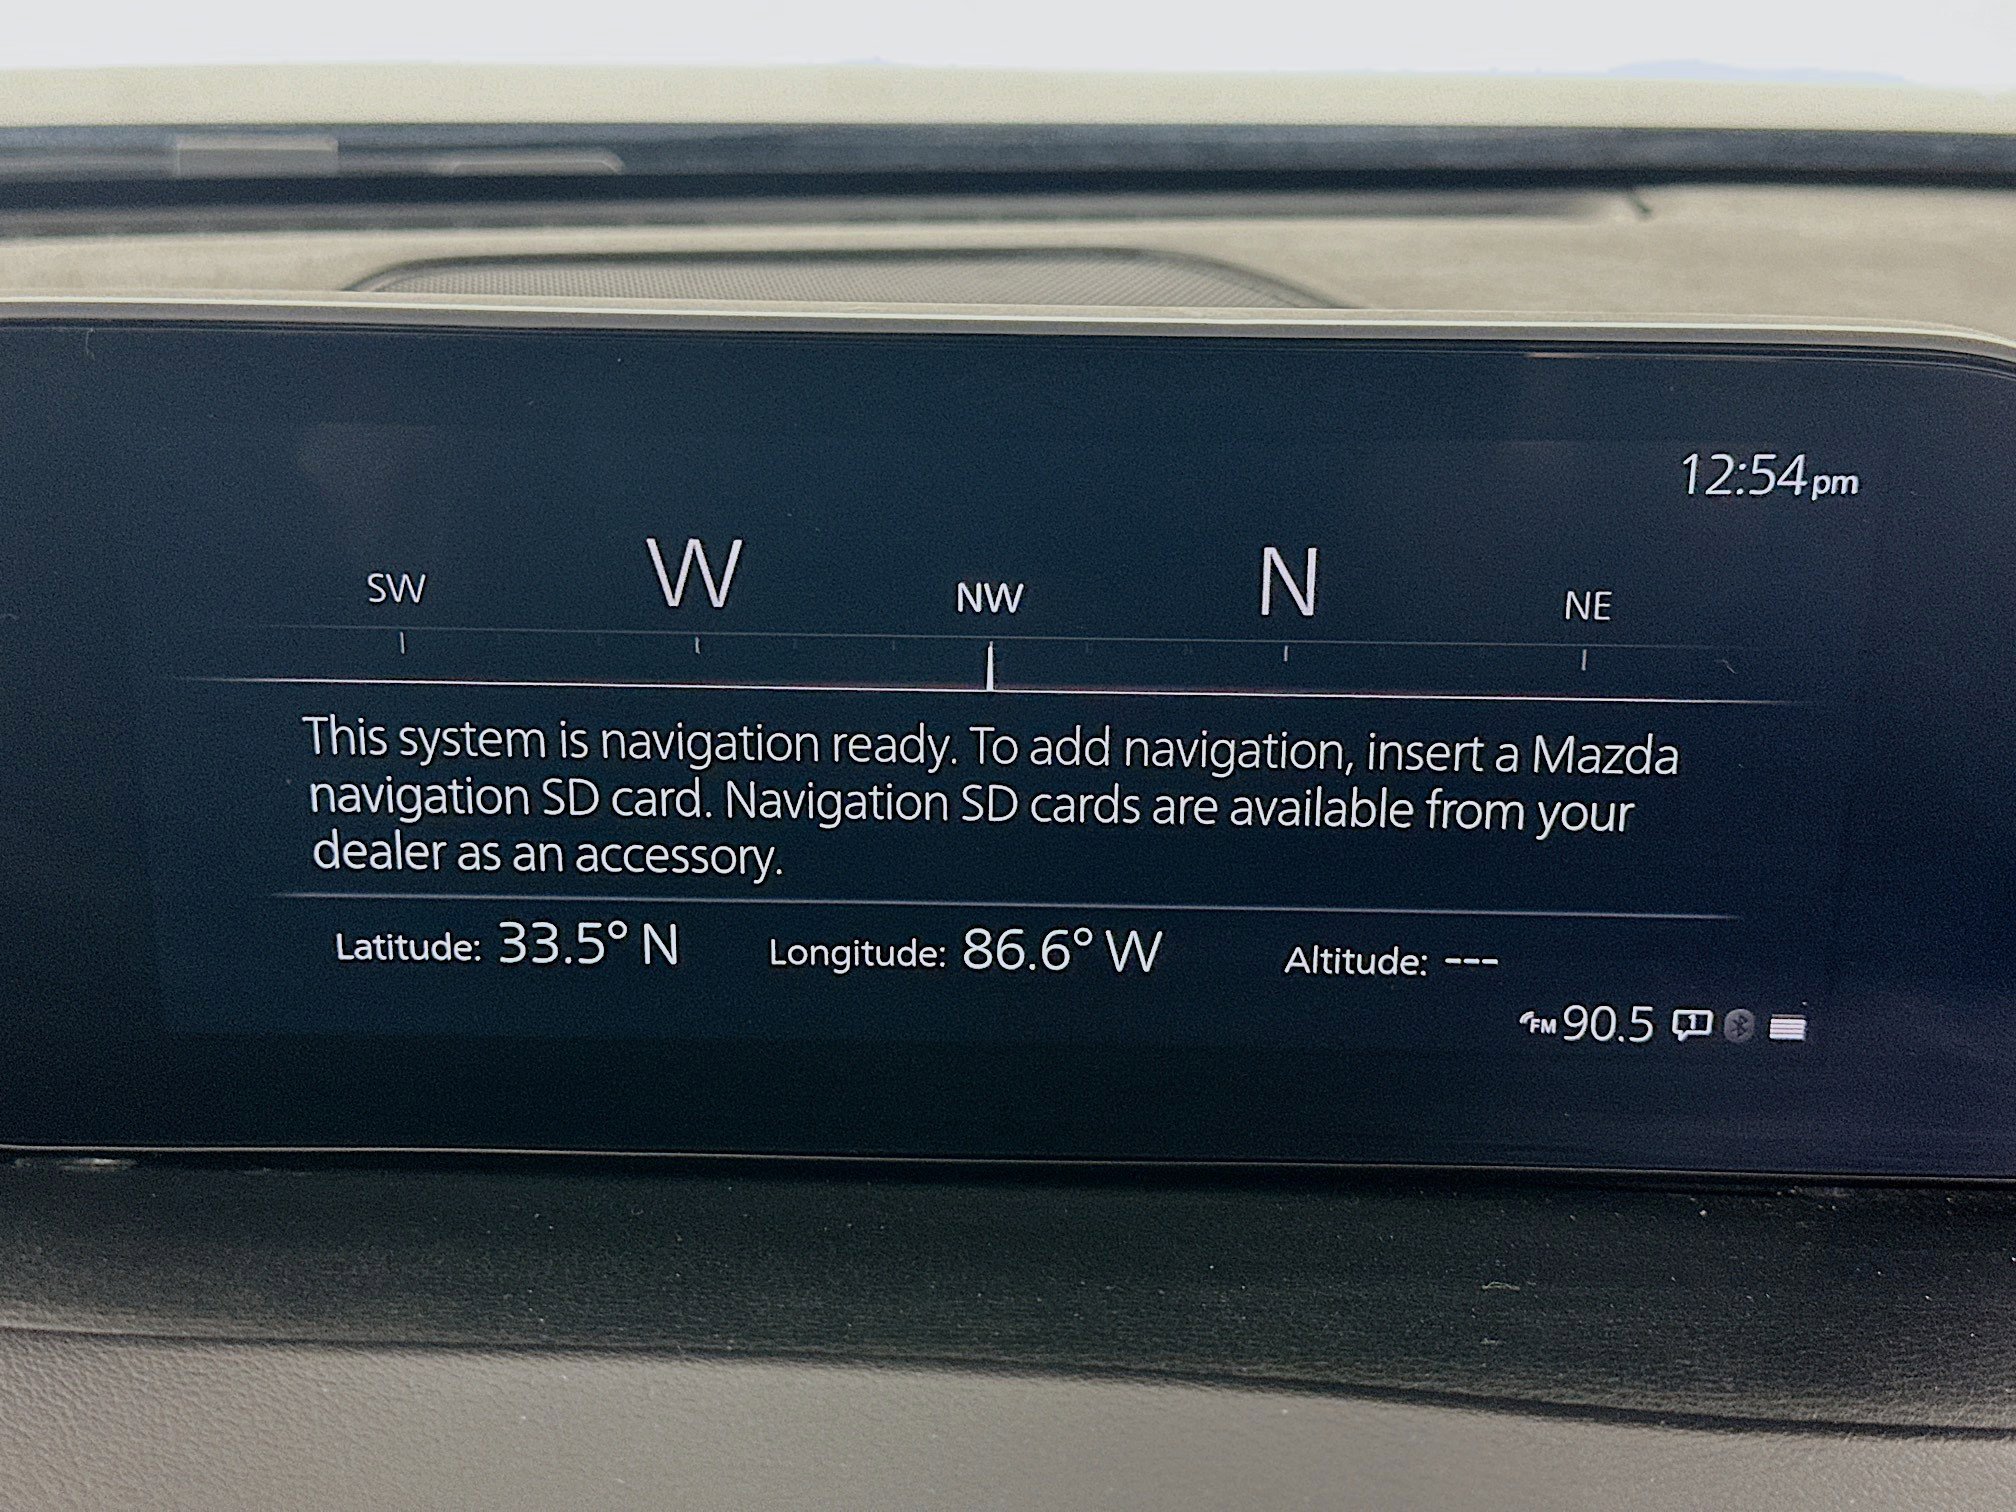 12:54pm
SW W NW N NE
This system is navigation ready. To add navigation, insert a Mazda
navigation SD card. Navigation SD cards are available from your
dealer as an accessory.
Latitude: 33.5° N Longitude: 86.6° W Altitude: ---
FM 90.5 1